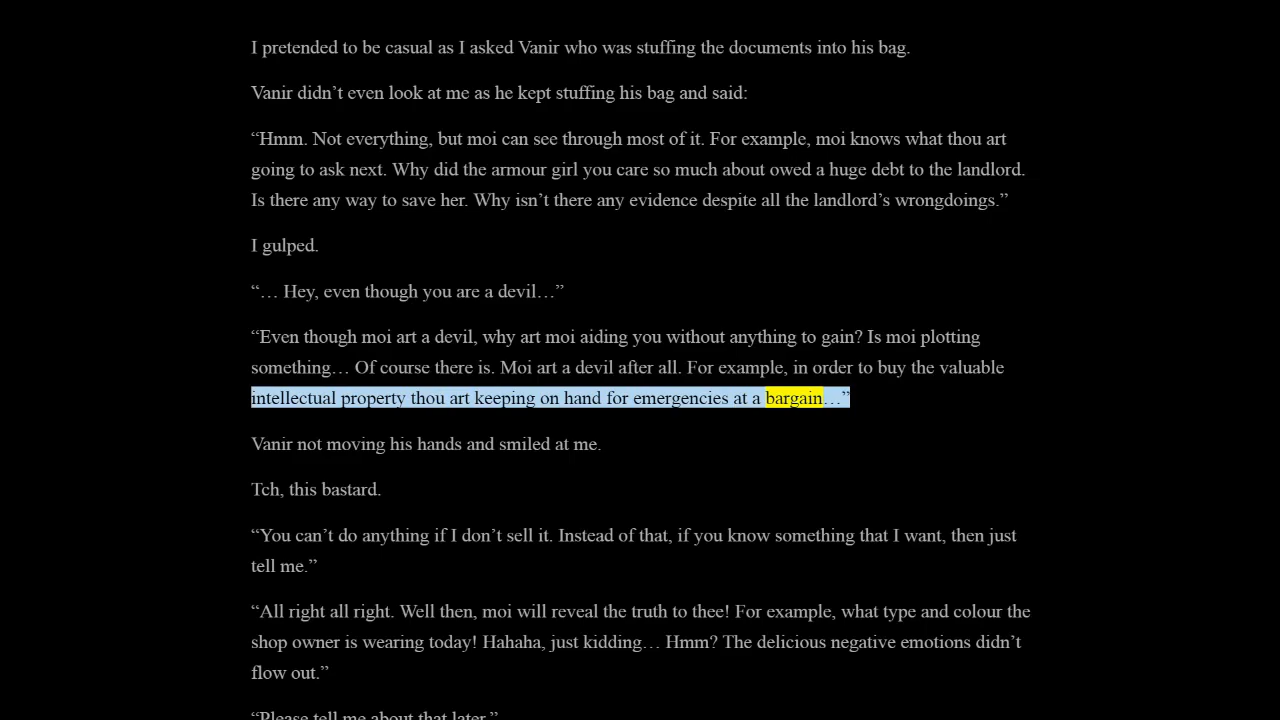 I pretended to be casual as I asked Vanir who was stuffing the documents into his bag.
Vanir didn’t even look at me as he kept stuffing his bag and said:
“Hmm. Not everything, but moi can see through most of it. For example, moi knows what thou art
going to ask next. Why did the armour girl you care so much about owed a huge debt to the landlord.
Is there any way to save her. Why isn’t there any evidence despite all the landlord’s wrongdoings.”
I gulped.
“… Hey, even though you are a devil…”
“Even though moi art a devil, why art moi aiding you without anything to gain? Is moi plotting
something… Of course there is. Moi art a devil after all. For example, in order to buy the valuable
intellectual property thou art keeping on hand for emergencies at a bargain…”
Vanir not moving his hands and smiled at me.
Tch, this bastard.
“You can’t do anything if I don’t sell it. Instead of that, if you know something that I want, then just
tell me.”
“All right all right. Well then, moi will reveal the truth to thee! For example, what type and colour the
shop owner is wearing today! Hahaha, just kidding… Hmm? The delicious negative emotions didn’t
flow out.”
“Please tell me about that later.”